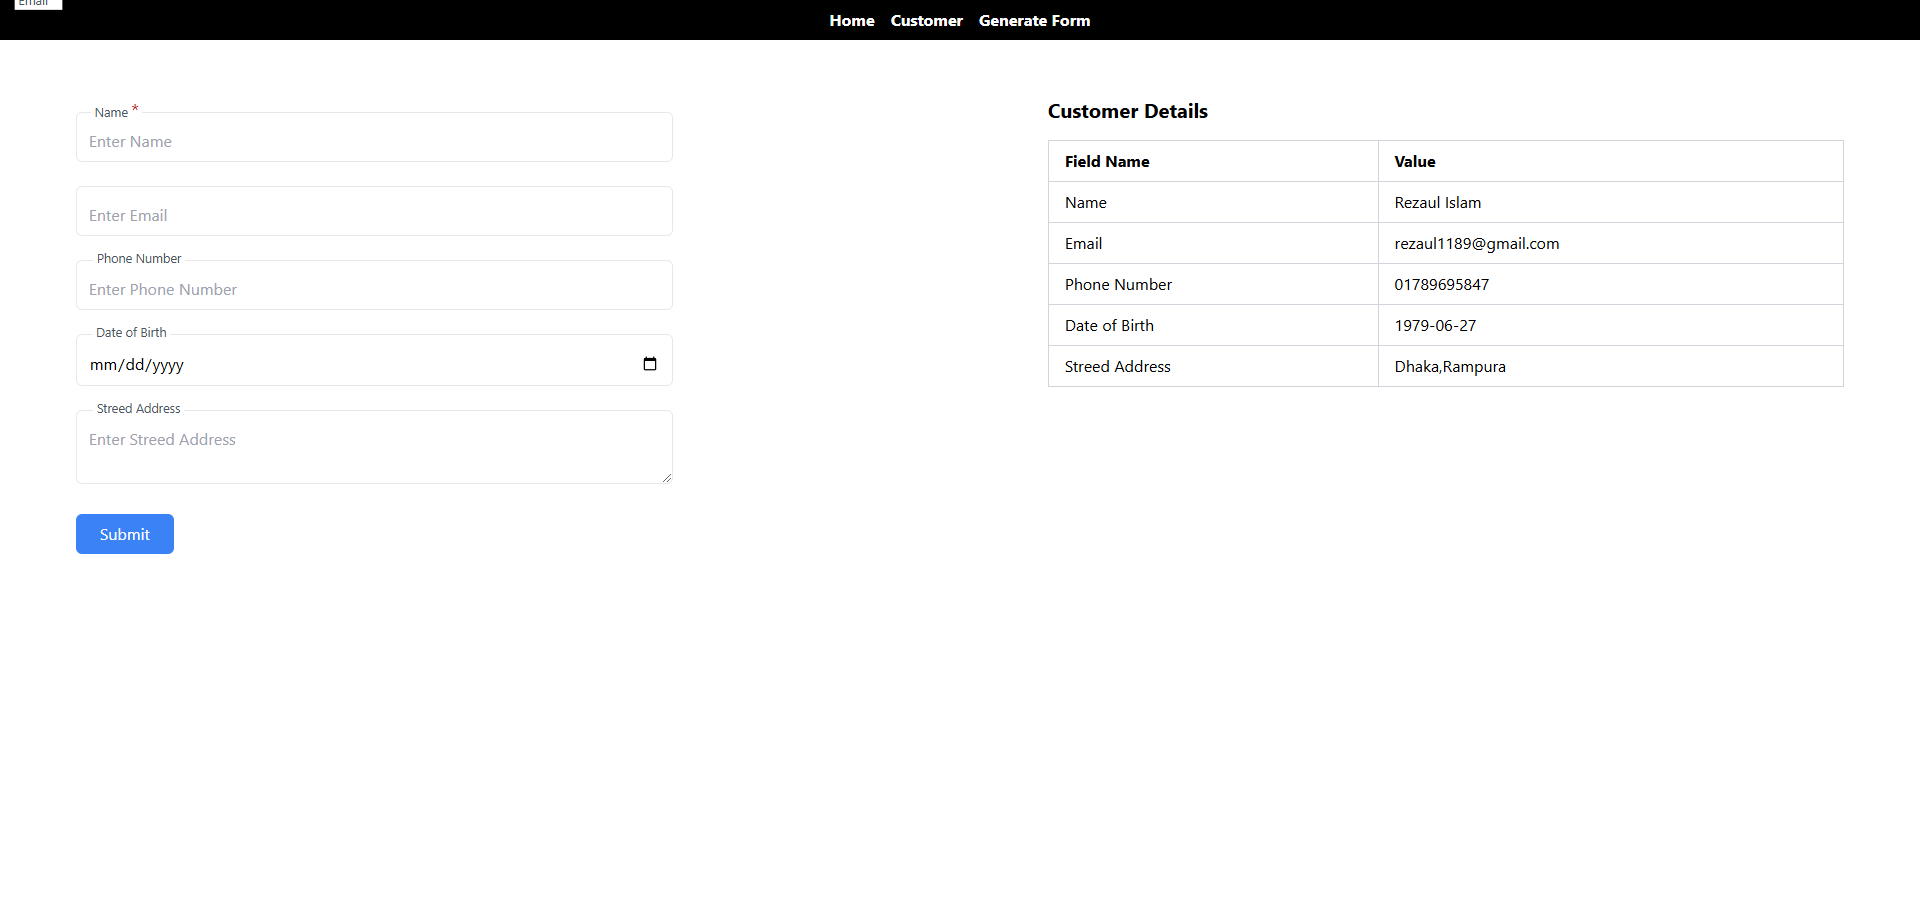 Email
Home Customer Generate Form
Name *
Enter Name
Enter Email
Phone Number
Enter Phone Number
Date of Birth
mm/dd/yyyy
Streed Address
Enter Streed Address
Submit
Customer Details
Field Name Value
Name Rezaul Islam
Email rezaul1189@gmail.com
Phone Number 01789695847
Date of Birth 1979-06-27
Streed Address Dhaka,Rampura